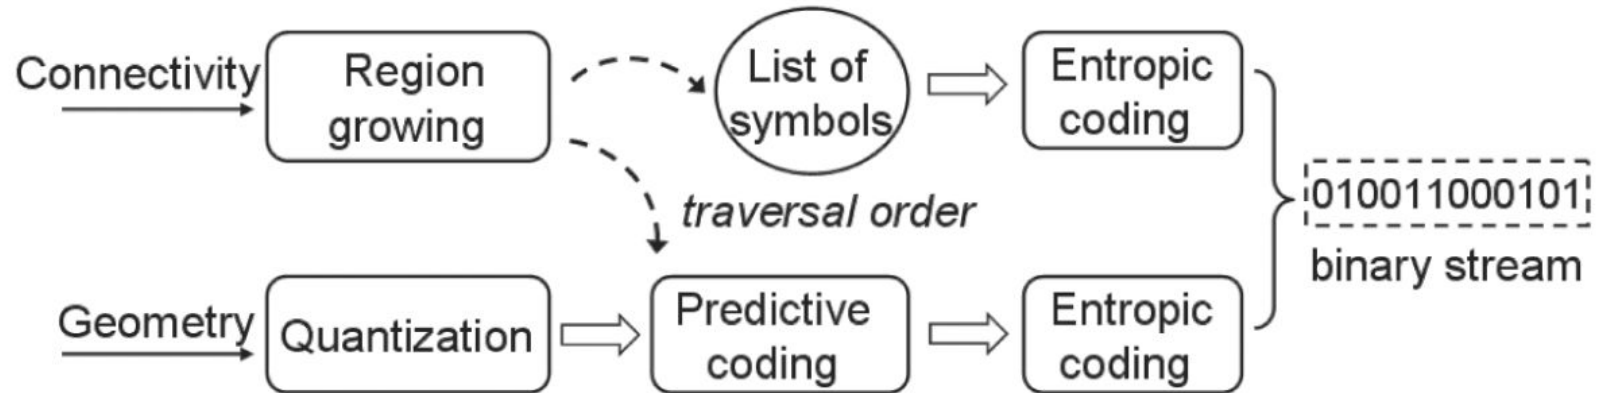 Connectivity
Region
growing
List of
symbols
Entropic
coding
traversal order
010011000101
binary stream
Geometry
Quantization
Predictive
coding
Entropic
coding